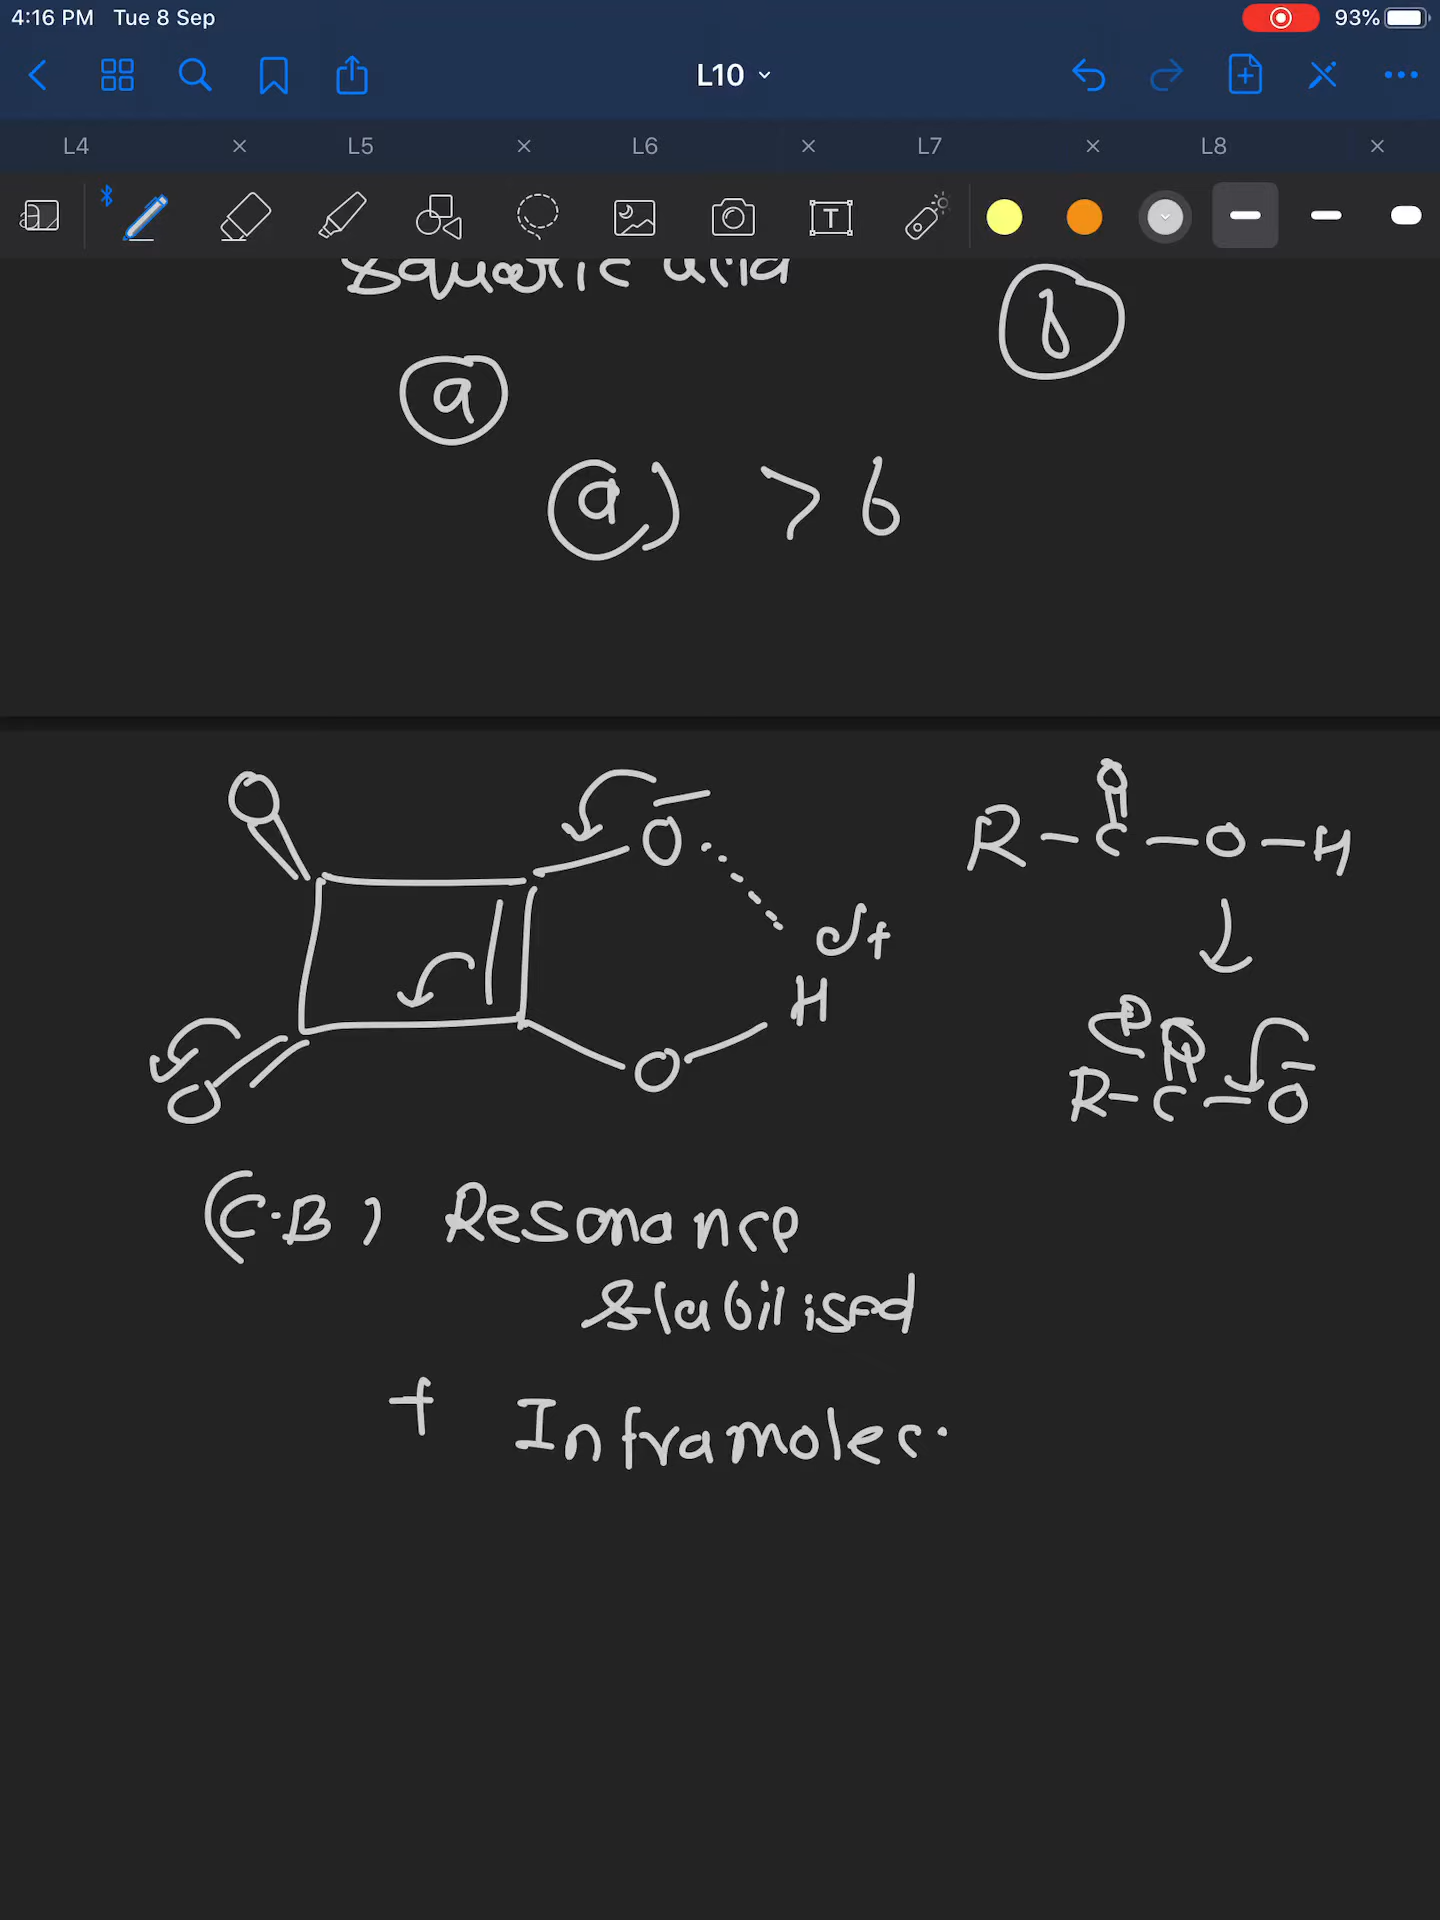 4:16 PM Tue 8 Sep 93%
L10
L4 L5 L6 L7 L8
T
Squaric acid
a
a) > b
O
O
δ+
H
O
O
R-C-O-H
O
R-C-O
(C.B) Resonance
Stabilised
+ Intramolec.